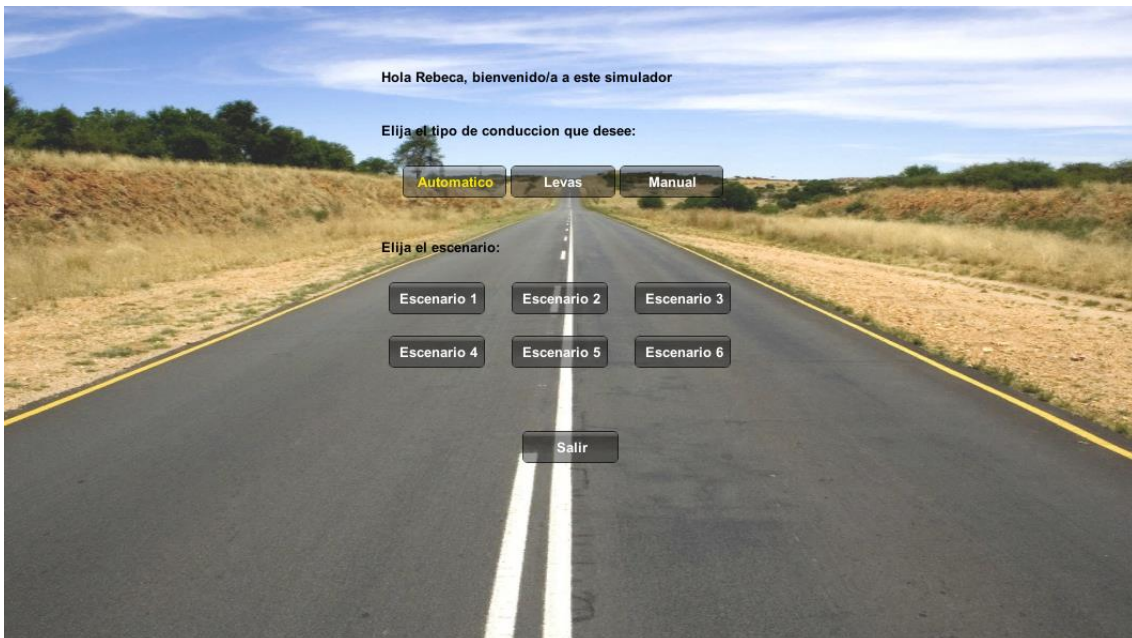 Hola Rebeca, bienvenido/a a este simulador
Elija el tipo de conduccion que desee:
Automatico Levas Manual
Elija el escenario:
Escenario 1 Escenario 2 Escenario 3
Escenario 4 Escenario 5 Escenario 6
Salir